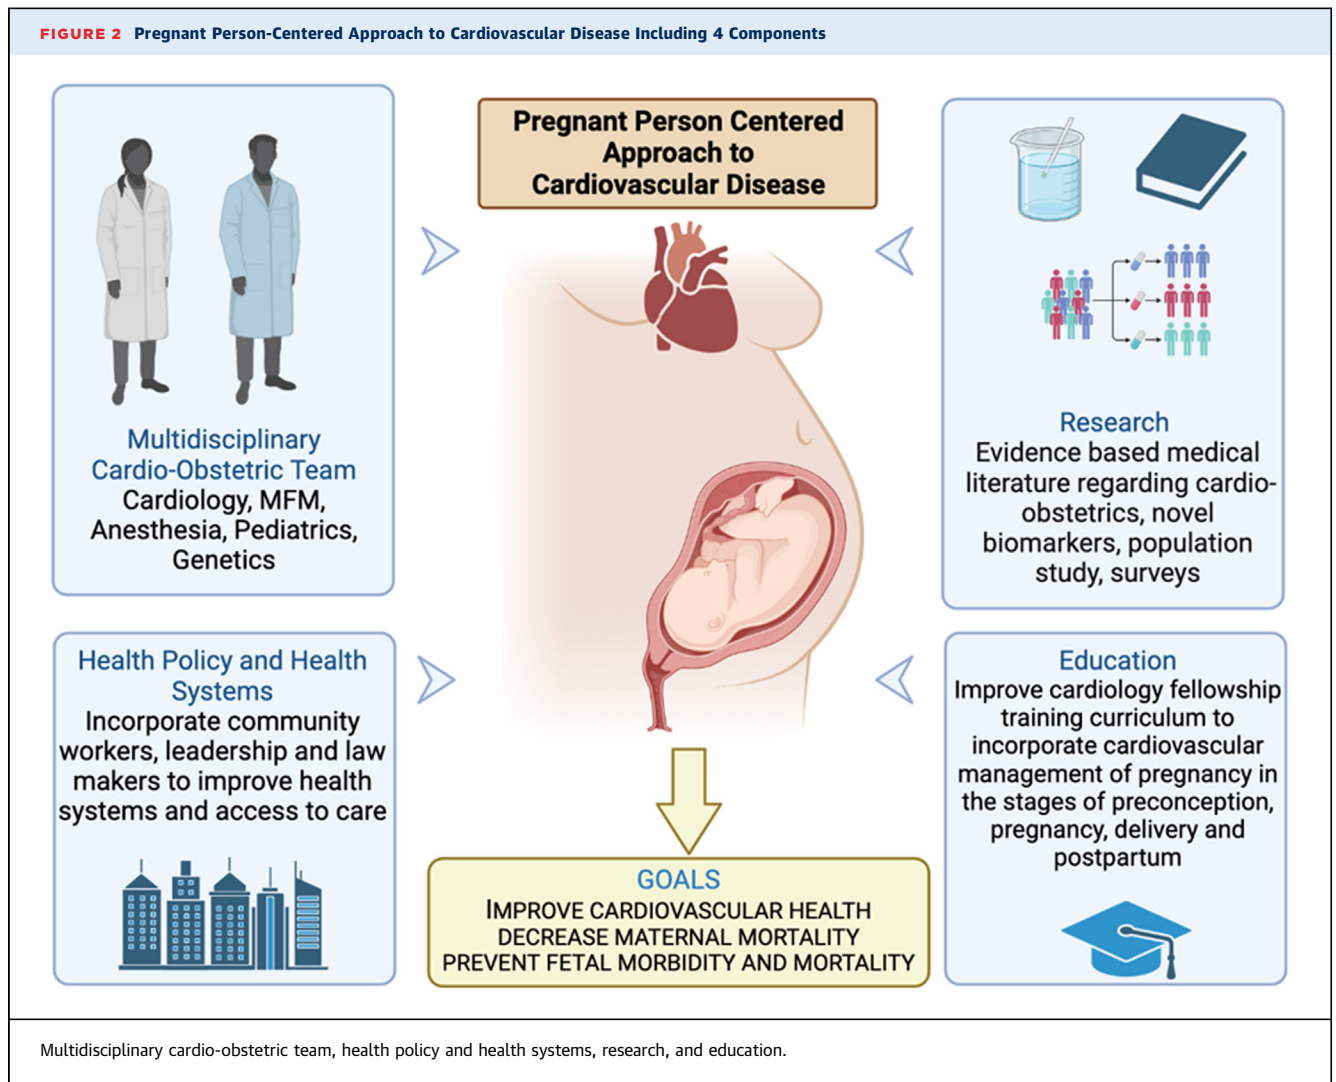 FIGURE 2 Pregnant Person-Centered Approach to Cardiovascular Disease Including 4 Components
Pregnant Person Centered
Approach to
Cardiovascular Disease
Multidisciplinary
Cardio-Obstetric Team
Cardiology, MFM,
Anesthesia, Pediatrics,
Genetics
Research
Evidence based medical
literature regarding cardio-
obstetrics, novel
biomarkers, population
study, surveys
Health Policy and Health
Systems
Incorporate community
workers, leadership and law
makers to improve health
systems and access to care
Education
Improve cardiology fellowship
training curriculum to
incorporate cardiovascular
management of pregnancy in
the stages of preconception,
pregnancy, delivery and
postpartum
GOALS
IMPROVE CARDIOVASCULAR HEALTH
DECREASE MATERNAL MORTALITY
PREVENT FETAL MORBIDITY AND MORTALITY
Multidisciplinary cardio-obstetric team, health policy and health systems, research, and education.